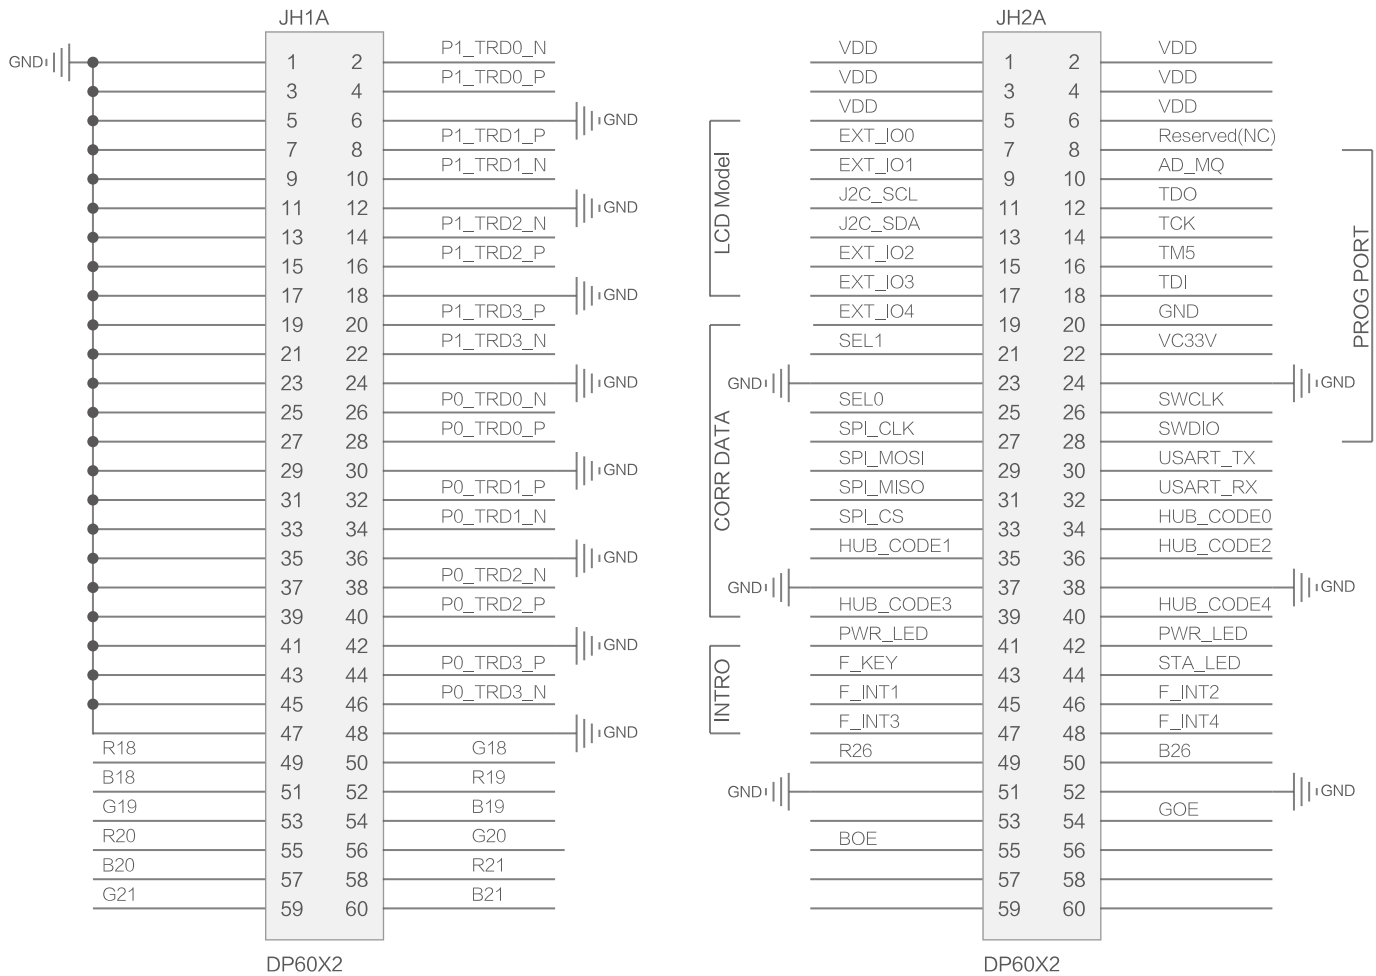 JH1A
GND
1 2 P1_TRD0_N
3 4 P1_TRD0_P
5 6 GND
7 8 P1_TRD1_P
9 10 P1_TRD1_N
11 12 GND
13 14 P1_TRD2_N
15 16 P1_TRD2_P
17 18 GND
19 20 P1_TRD3_P
21 22 P1_TRD3_N
23 24 GND
25 26 P0_TRD0_N
27 28 P0_TRD0_P
29 30 GND
31 32 P0_TRD1_P
33 34 P0_TRD1_N
35 36 GND
37 38 P0_TRD2_N
39 40 P0_TRD2_P
41 42 GND
43 44 P0_TRD3_P
45 46 P0_TRD3_N
47 48 GND
R18 49 50 G18
B18 51 52 R19
G19 53 54 B19
R20 55 56 G20
B20 57 58 R21
G21 59 60 B21
DP60X2
JH2A
VDD 1 2 VDD
VDD 3 4 VDD
VDD 5 6 VDD
EXT_IO0 7 8 Reserved(NC)
EXT_IO1 9 10 AD_MQ
J2C_SCL 11 12 TDO
J2C_SDA 13 14 TCK
EXT_IO2 15 16 TM5
EXT_IO3 17 18 TDI
EXT_IO4 19 20 GND
SEL1 21 22 VC33V
GND 23 24 GND
SEL0 25 26 SWCLK
SPI_CLK 27 28 SWDIO
SPI_MOSI 29 30 USART_TX
SPI_MISO 31 32 USART_RX
SPI_CS 33 34 HUB_CODE0
HUB_CODE1 35 36 HUB_CODE2
GND 37 38 GND
HUB_CODE3 39 40 HUB_CODE4
PWR_LED 41 42 PWR_LED
F_KEY 43 44 STA_LED
F_INT1 45 46 F_INT2
F_INT3 47 48 F_INT4
R26 49 50 B26
GND 51 52 GND
53 54 GOE
BOE 55 56
57 58
59 60
DP60X2
LCD Model
CORR DATA
INTRO
PROG PORT